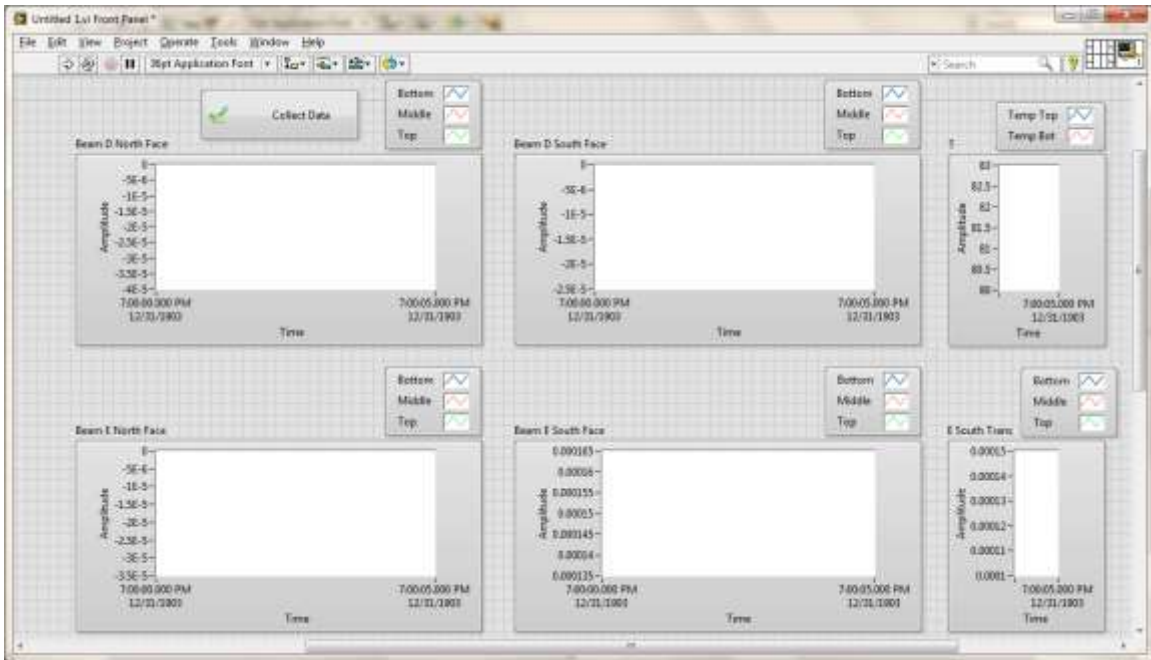 Untitled 1.vi Front Panel *
File Edit View Project Operate Tools Window Help
36pt Application Font
Search
Collect Data
Bottom
Middle
Top
Beam D North Face
0
-5E-6
-1E-5
-1.5E-5
-2E-5
-2.5E-5
-3E-5
-3.5E-5
-4E-5
Amplitude
7:00:00.000 PM
12/31/1903
7:00:05.000 PM
12/31/1903
Time
Bottom
Middle
Top
Beam D South Face
0
-5E-6
-1E-5
-1.5E-5
-2E-5
-2.5E-5
Amplitude
7:00:00.000 PM
12/31/1903
7:00:05.000 PM
12/31/1903
Time
Temp Top
Temp Bot
T
83
82.5
82
81.5
81
80.5
80
Amplitude
7:00:05.000 PM
12/31/1903
Time
Bottom
Middle
Top
Beam E North Face
0
-5E-6
-1E-5
-1.5E-5
-2E-5
-2.5E-5
-3E-5
-3.5E-5
Amplitude
7:00:00.000 PM
12/31/1903
7:00:05.000 PM
12/31/1903
Time
Bottom
Middle
Top
Beam E South Face
0.000165
0.00016
0.000155
0.00015
0.000145
0.00014
0.000135
Amplitude
7:00:00.000 PM
12/31/1903
7:00:05.000 PM
12/31/1903
Time
Bottom
Middle
Top
E South Trans
0.00015
0.00014
0.00013
0.00012
0.00011
0.0001
Amplitude
7:00:05.000 PM
12/31/1903
Time